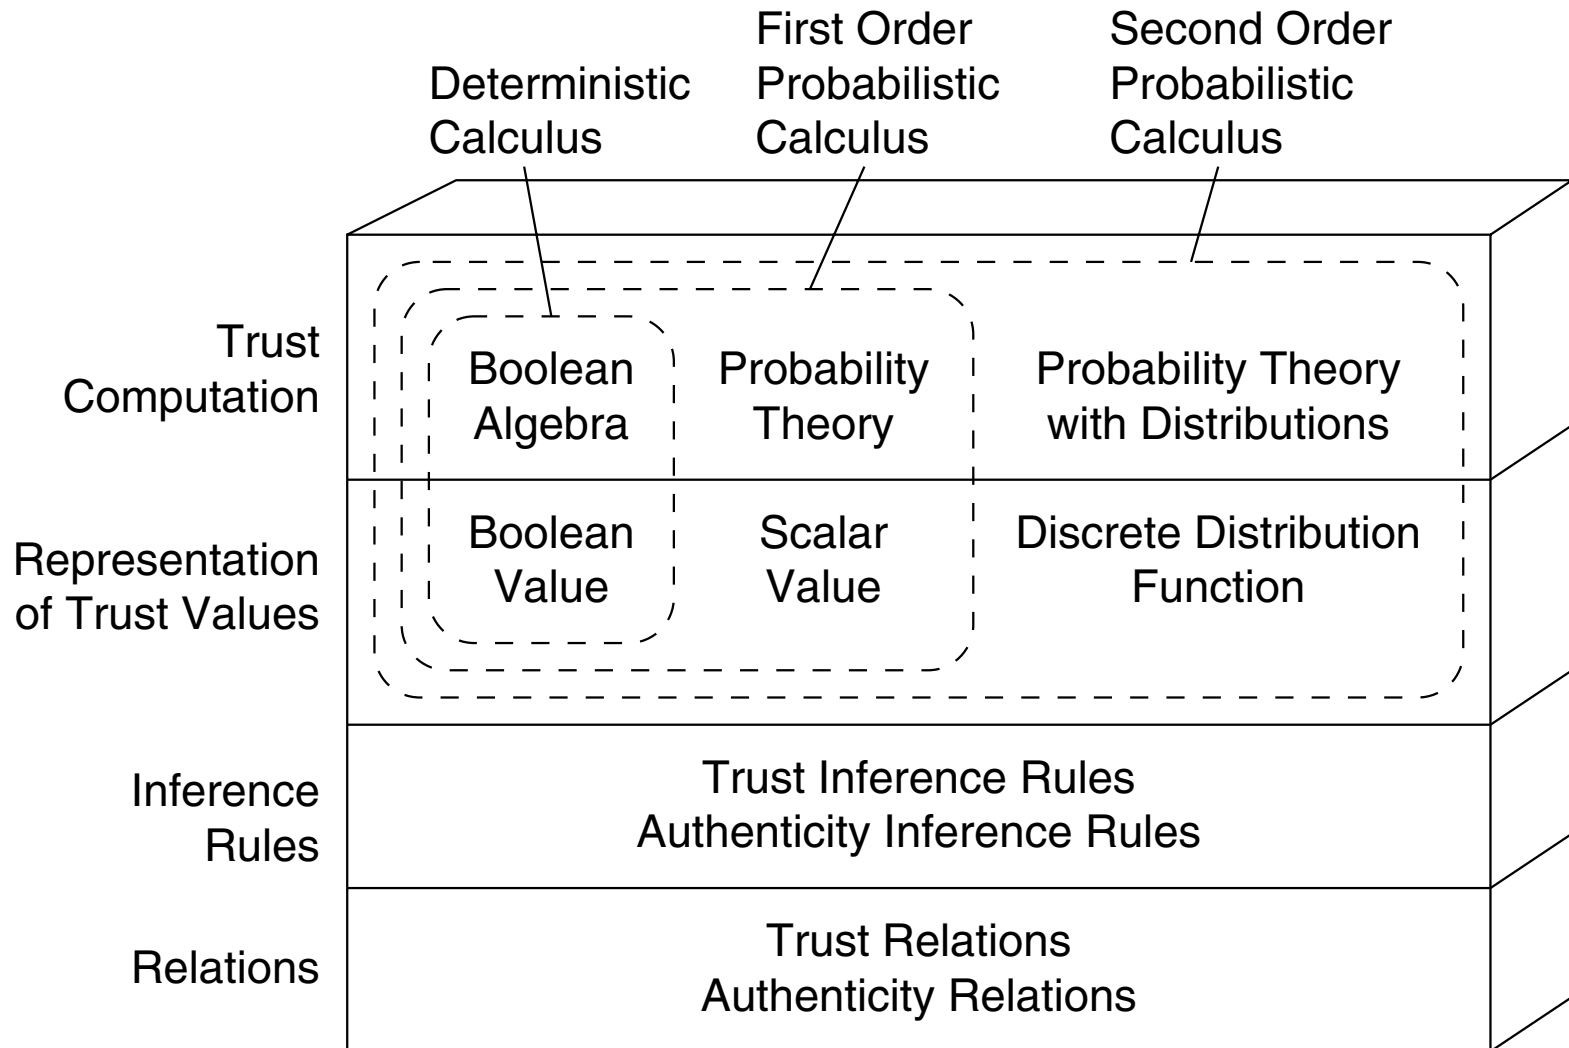 Deterministic
Calculus
First Order
Probabilistic
Calculus
Second Order
Probabilistic
Calculus
Trust
Computation
Boolean
Algebra
Probability
Theory
Probability Theory
with Distributions
Representation
of Trust Values
Boolean
Value
Scalar
Value
Discrete Distribution
Function
Inference
Rules
Trust Inference Rules
Authenticity Inference Rules
Relations
Trust Relations
Authenticity Relations